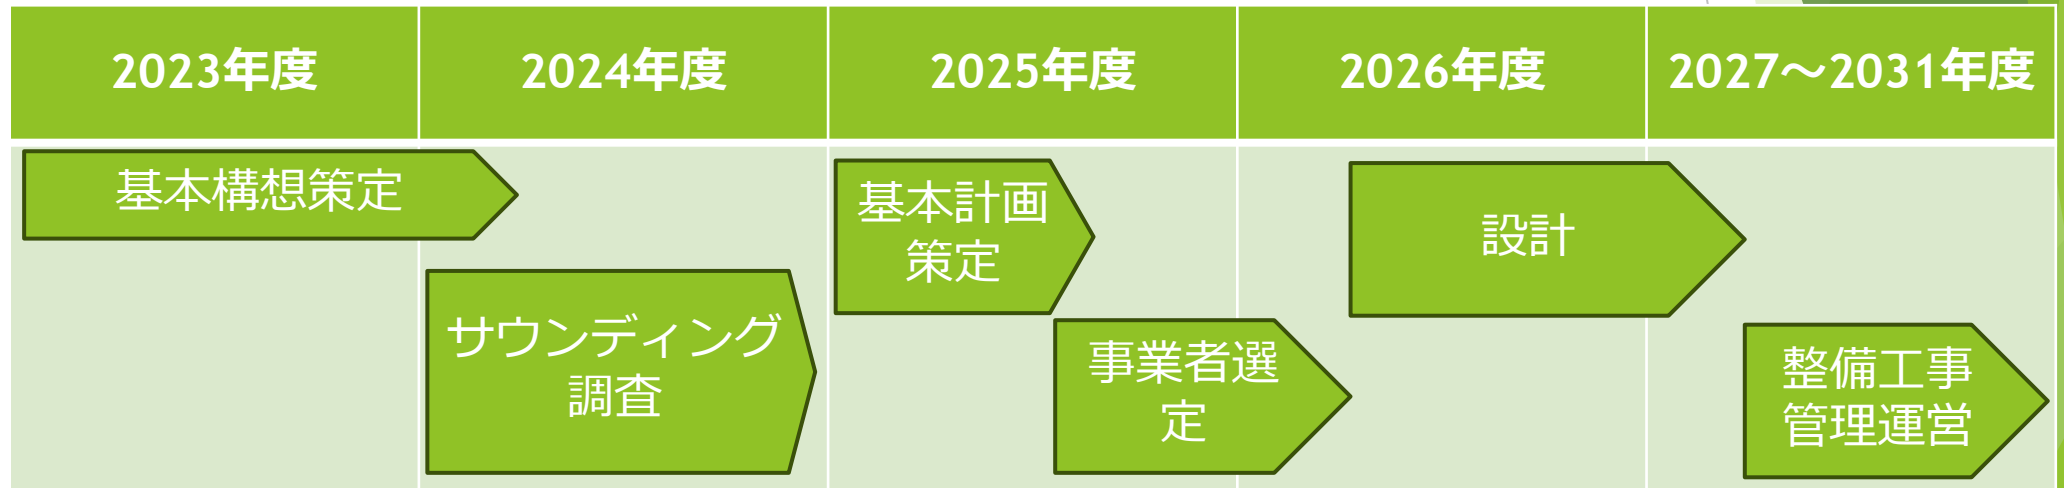 2023年度
2024年度
2025年度
2026年度
2027～2031年度
基本構想策定
サウンディング
調査
基本計画
策定
事業者選
定
設計
整備工事
管理運営